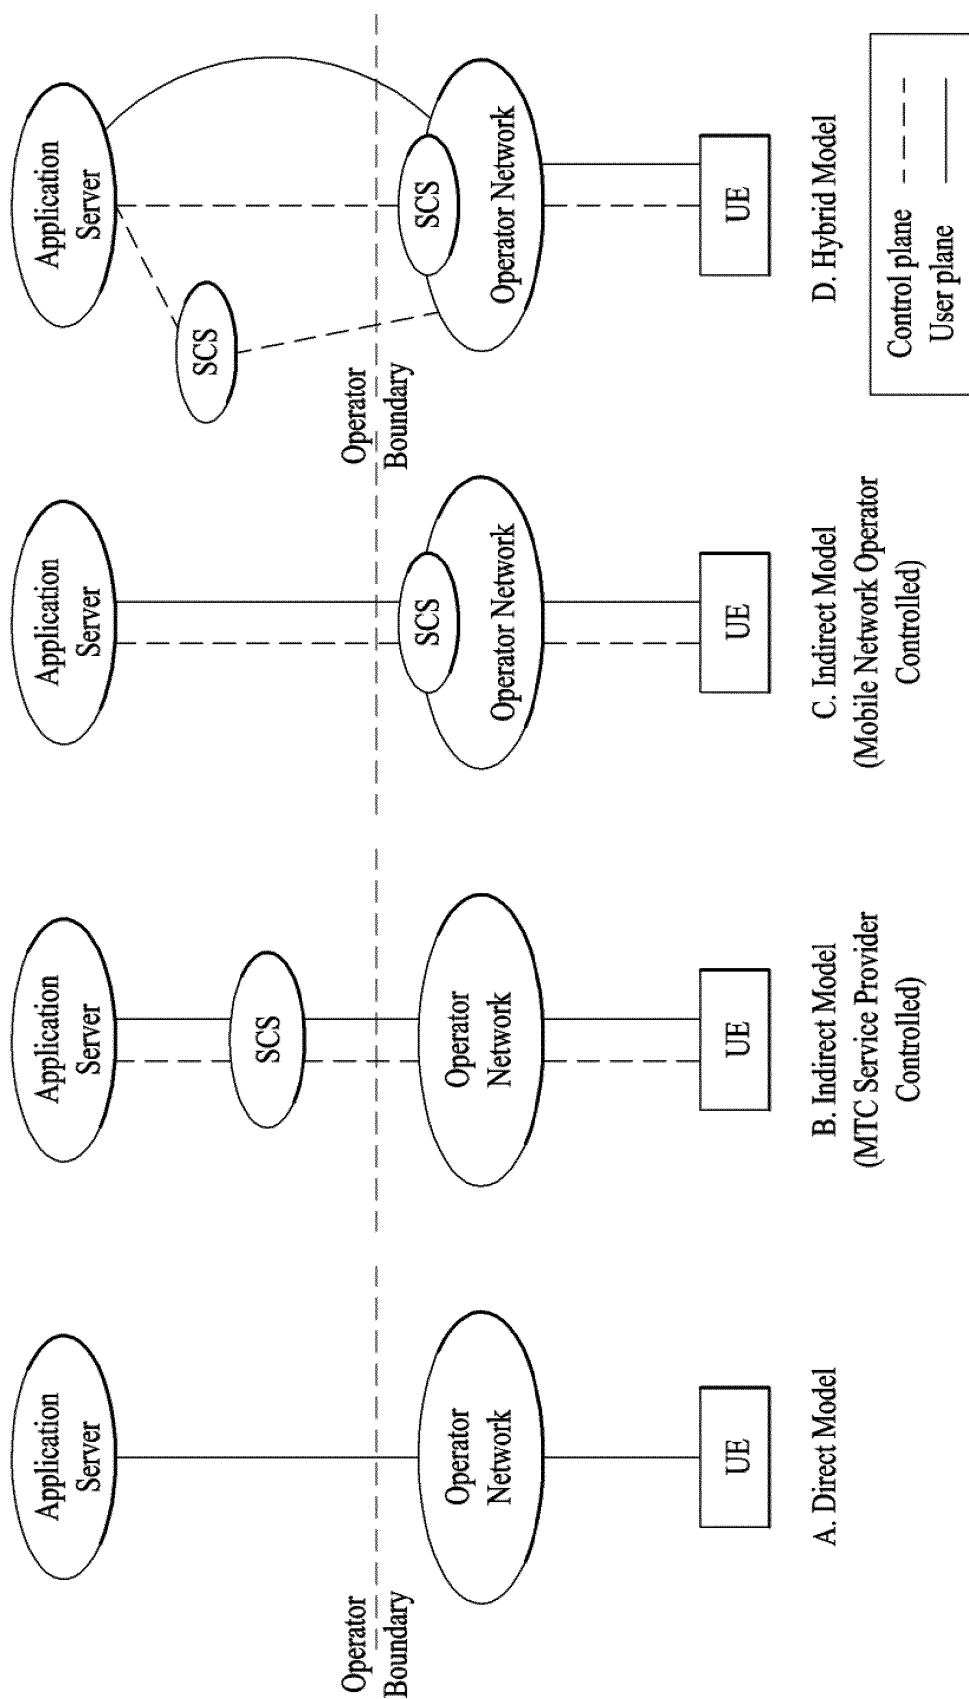 Application
Server
Operator
Boundary
Operator
Network
UE
A. Direct Model
Application
Server
SCS
Operator
Network
UE
B. Indirect Model
(MTC Service Provider
Controlled)
Application
Server
SCS
Operator Network
UE
C. Indirect Model
(Mobile Network Operator
Controlled)
Application
Server
SCS
Operator
Boundary
SCS
Operator Network
UE
D. Hybrid Model
Control plane
User plane